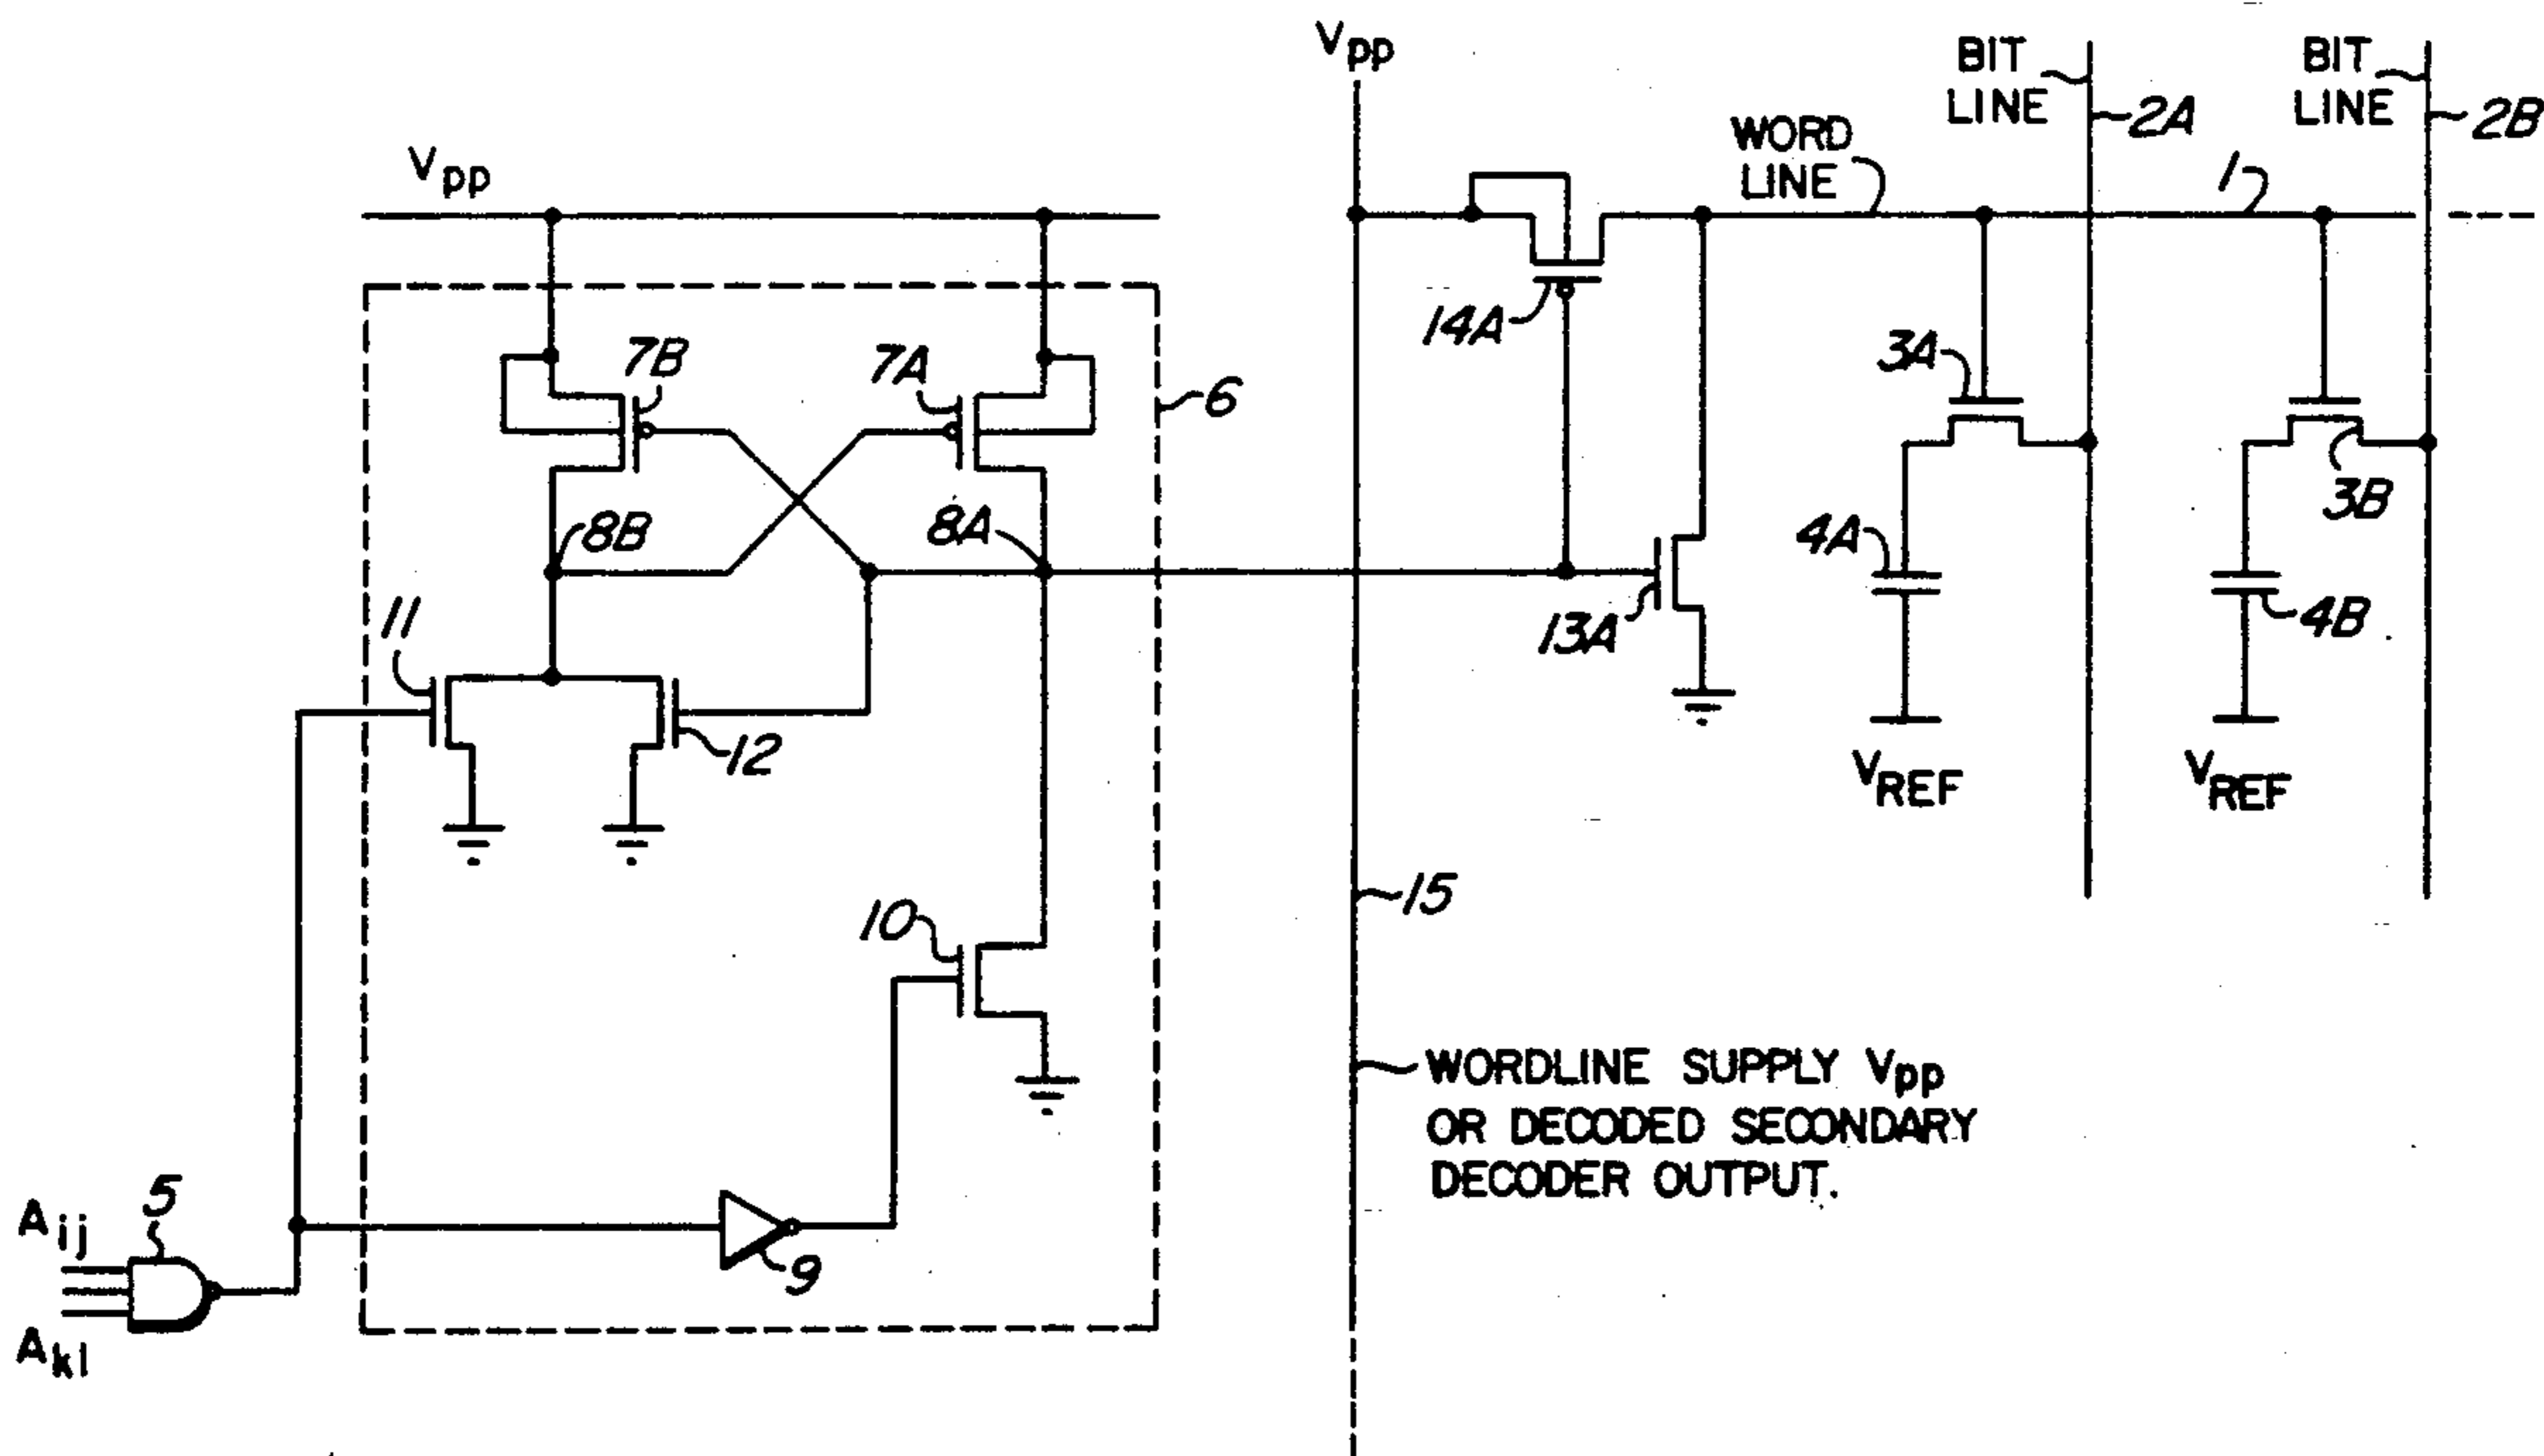 Vpp
BIT LINE
2A
BIT LINE
2B
WORD LINE
1
Vpp
14A
7B
7A
6
3A
3B
8B
8A
4A
4B
11
13A
12
VREF
VREF
10
15
WORDLINE SUPPLY Vpp
OR DECODED SECONDARY
DECODER OUTPUT.
Aij
5
9
Akl